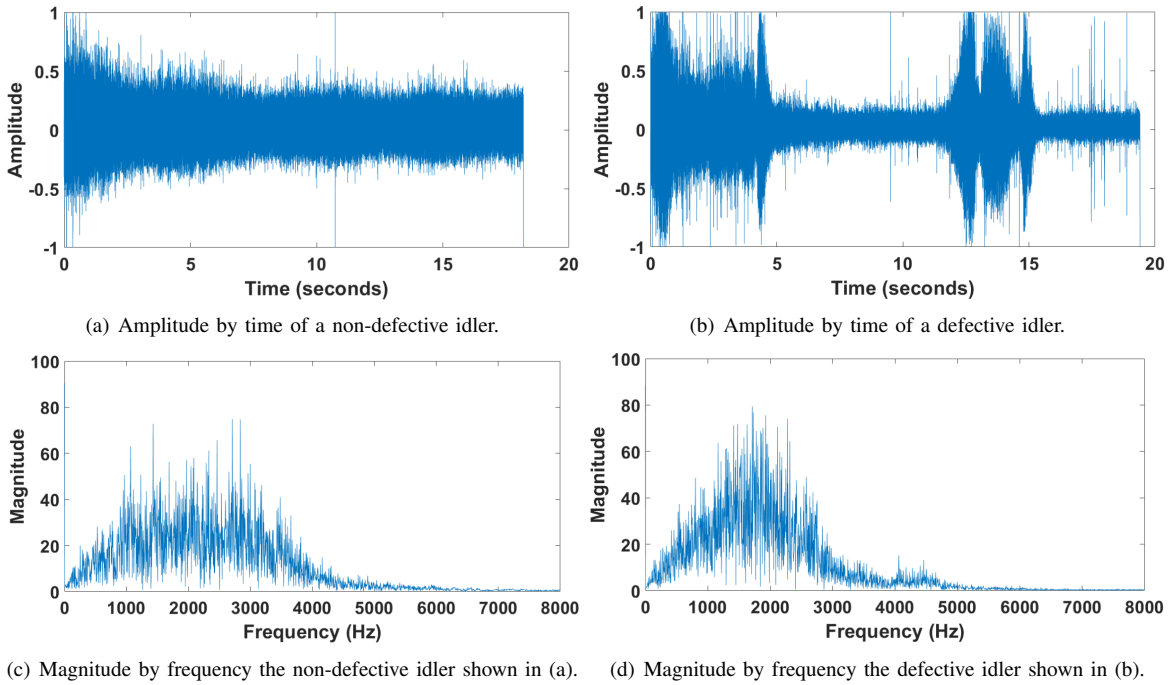 1
0.5
0
-0.5
-1
Amplitude
0 5 10 15 20
Time (seconds)
(a) Amplitude by time of a non-defective idler.
1
0.5
0
-0.5
-1
Amplitude
0 5 10 15 20
Time (seconds)
(b) Amplitude by time of a defective idler.
100
80
60
40
20
0
Magnitude
0 1000 2000 3000 4000 5000 6000 7000 8000
Frequency (Hz)
(c) Magnitude by frequency the non-defective idler shown in (a).
100
80
60
40
20
0
Magnitude
0 1000 2000 3000 4000 5000 6000 7000 8000
Frequency (Hz)
(d) Magnitude by frequency the defective idler shown in (b).